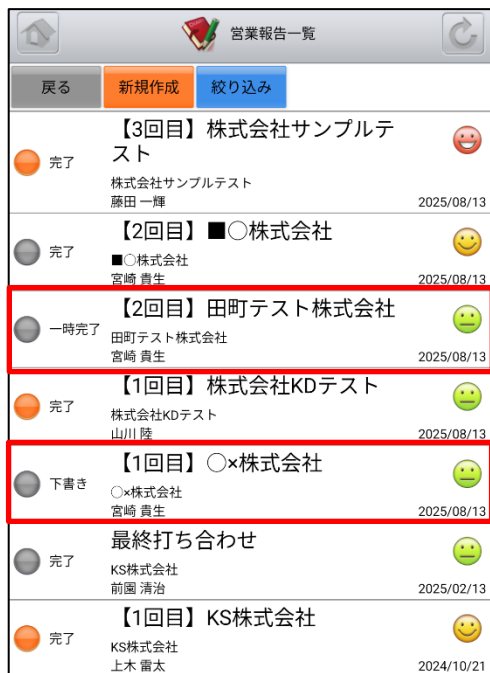 営業報告一覧
戻る 新規作成 絞り込み
【3回目】株式会社サンプルテ
スト
完了
株式会社サンプルテスト
藤田 一輝 2025/08/13
【2回目】■○株式会社
完了
■○株式会社
宮崎 貴生 2025/08/13
【2回目】田町テスト株式会社
一時完了
田町テスト株式会社
宮崎 貴生 2025/08/13
【1回目】株式会社KDテスト
完了
株式会社KDテスト
山川 陸 2025/08/13
【1回目】○×株式会社
下書き
○×株式会社
宮崎 貴生 2025/08/13
最終打ち合わせ
完了
KS株式会社
前園 清治 2025/02/13
【1回目】KS株式会社
完了
KS株式会社
上木 雷太 2024/10/21